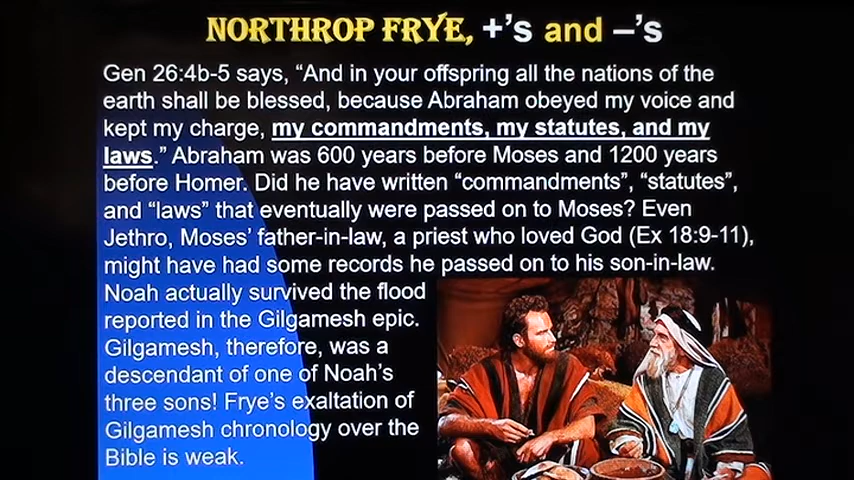 NORTHROP FRYE, +'s and –'s
Gen 26:4b-5 says, “And in your offspring all the nations of the
earth shall be blessed, because Abraham obeyed my voice and
kept my charge, my commandments, my statutes, and my
laws.” Abraham was 600 years before Moses and 1200 years
before Homer. Did he have written “commandments”, “statutes”,
and “laws” that eventually were passed on to Moses? Even
Jethro, Moses’ father-in-law, a priest who loved God (Ex 18:9-11),
might have had some records he passed on to his son-in-law.
Noah actually survived the flood
reported in the Gilgamesh epic.
Gilgamesh, therefore, was a
descendant of one of Noah’s
three sons! Frye’s exaltation of
Gilgamesh chronology over the
Bible is weak.